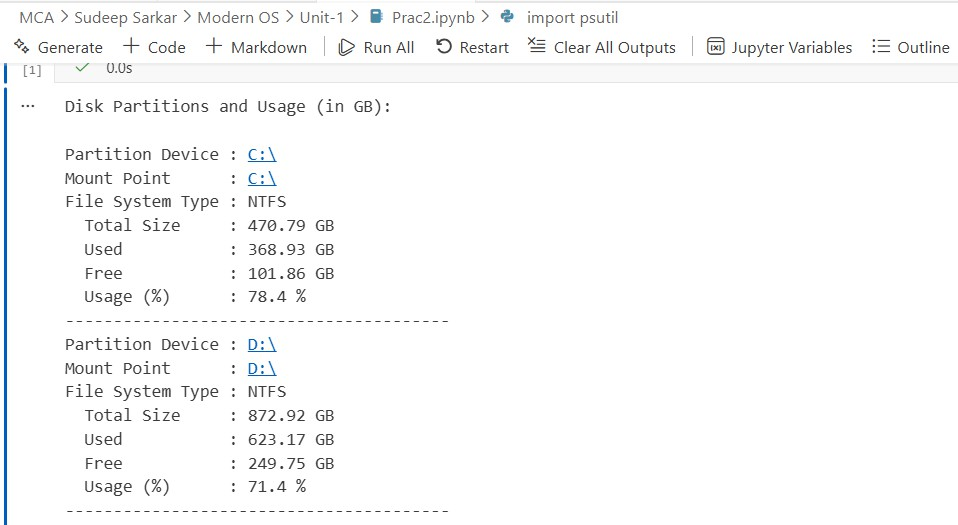 MCA > Sudeep Sarkar > Modern OS > Unit-1 > Prac2.ipynb > import psutil
Generate + Code + Markdown | Run All Restart Clear All Outputs | Jupyter Variables Outline
[1] 0.0s
... Disk Partitions and Usage (in GB):
Partition Device : C:\
Mount Point : C:\
File System Type : NTFS
Total Size : 470.79 GB
Used : 368.93 GB
Free : 101.86 GB
Usage (%) : 78.4 %
----------------------------------------
Partition Device : D:\
Mount Point : D:\
File System Type : NTFS
Total Size : 872.92 GB
Used : 623.17 GB
Free : 249.75 GB
Usage (%) : 71.4 %
----------------------------------------